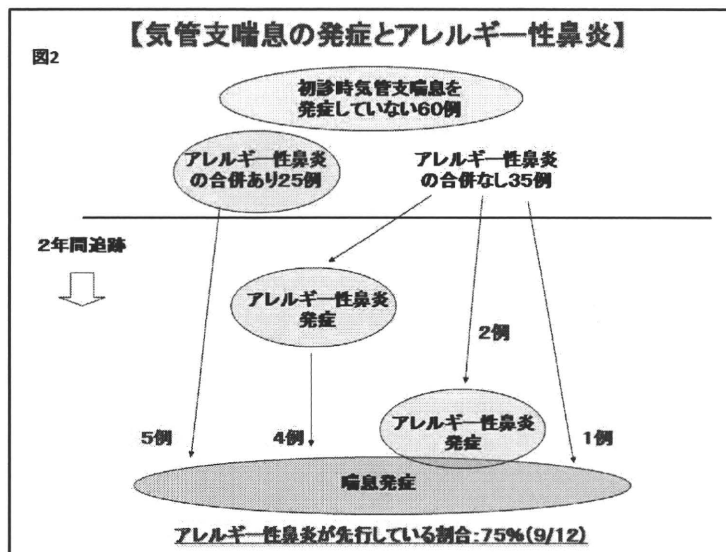 【気管支喘息の発症とアレルギー性鼻炎】
図2
初診時気管支喘息を
発症していない60例
アレルギー性鼻炎
の合併あり25例
アレルギー性鼻炎
の合併なし35例
2年間追跡
アレルギー性鼻炎
発症
2例
アレルギー性鼻炎
発症
5例
4例
1例
喘息発症
アレルギー性鼻炎が先行している割合:75%(9/12)